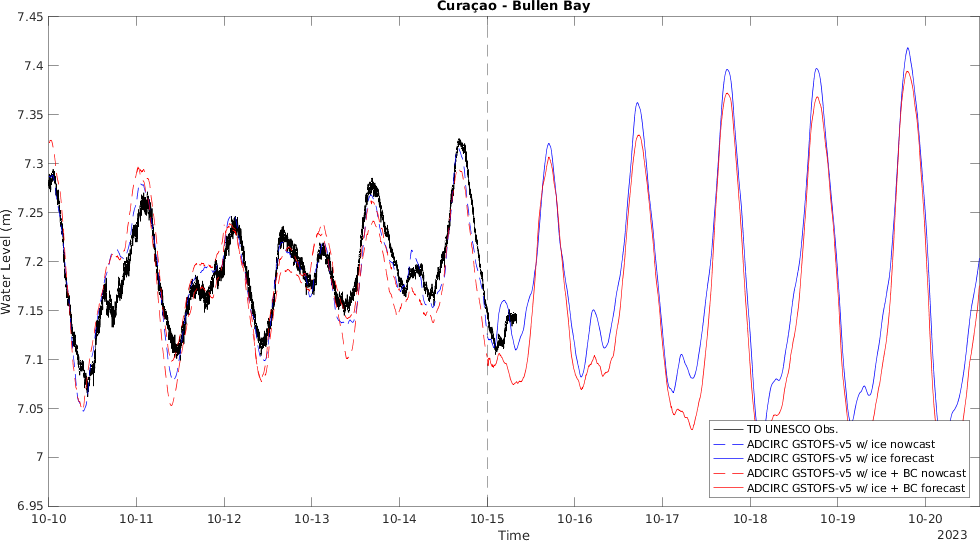 Curaçao - Bullen Bay
7.45
7.4
7.35
7.3
7.25
7.2
7.15
7.1
7.05
7
6.95
Water Level (m)
10-10 10-11 10-12 10-13 10-14 10-15 10-16 10-17 10-18 10-19 10-20
Time
2023
TD UNESCO Obs.
ADCIRC GSTOFS-v5 w/ ice nowcast
ADCIRC GSTOFS-v5 w/ ice forecast
ADCIRC GSTOFS-v5 w/ ice + BC nowcast
ADCIRC GSTOFS-v5 w/ ice + BC forecast